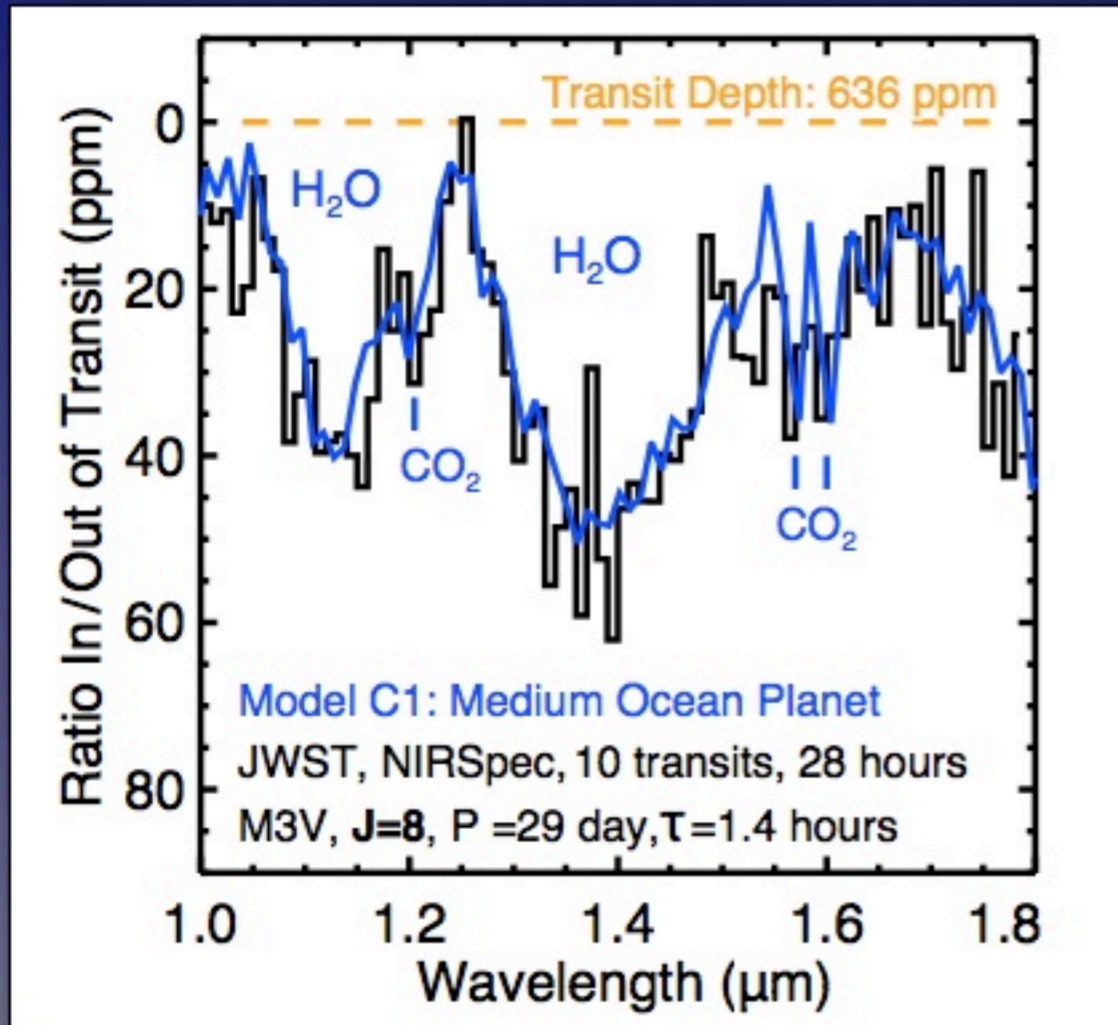 Ratio In/Out of Transit (ppm)
0
20
40
60
80
Transit Depth: 636 ppm
H₂O
H₂O
CO₂
CO₂
Model C1: Medium Ocean Planet
JWST, NIRSpec, 10 transits, 28 hours
M3V, J=8, P =29 day,τ=1.4 hours
1.0 1.2 1.4 1.6 1.8
Wavelength (μm)